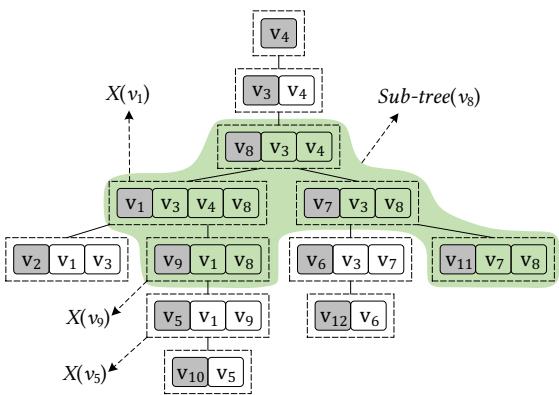 v4
v3 v4
X(v1) Sub-tree(v8)
v8 v3 v4
v1 v3 v4 v8 v7 v3 v8
v2 v1 v3 v9 v1 v8 v6 v3 v7 v11 v7 v8
X(v9) v5 v1 v9 v12 v6
X(v5) v10 v5